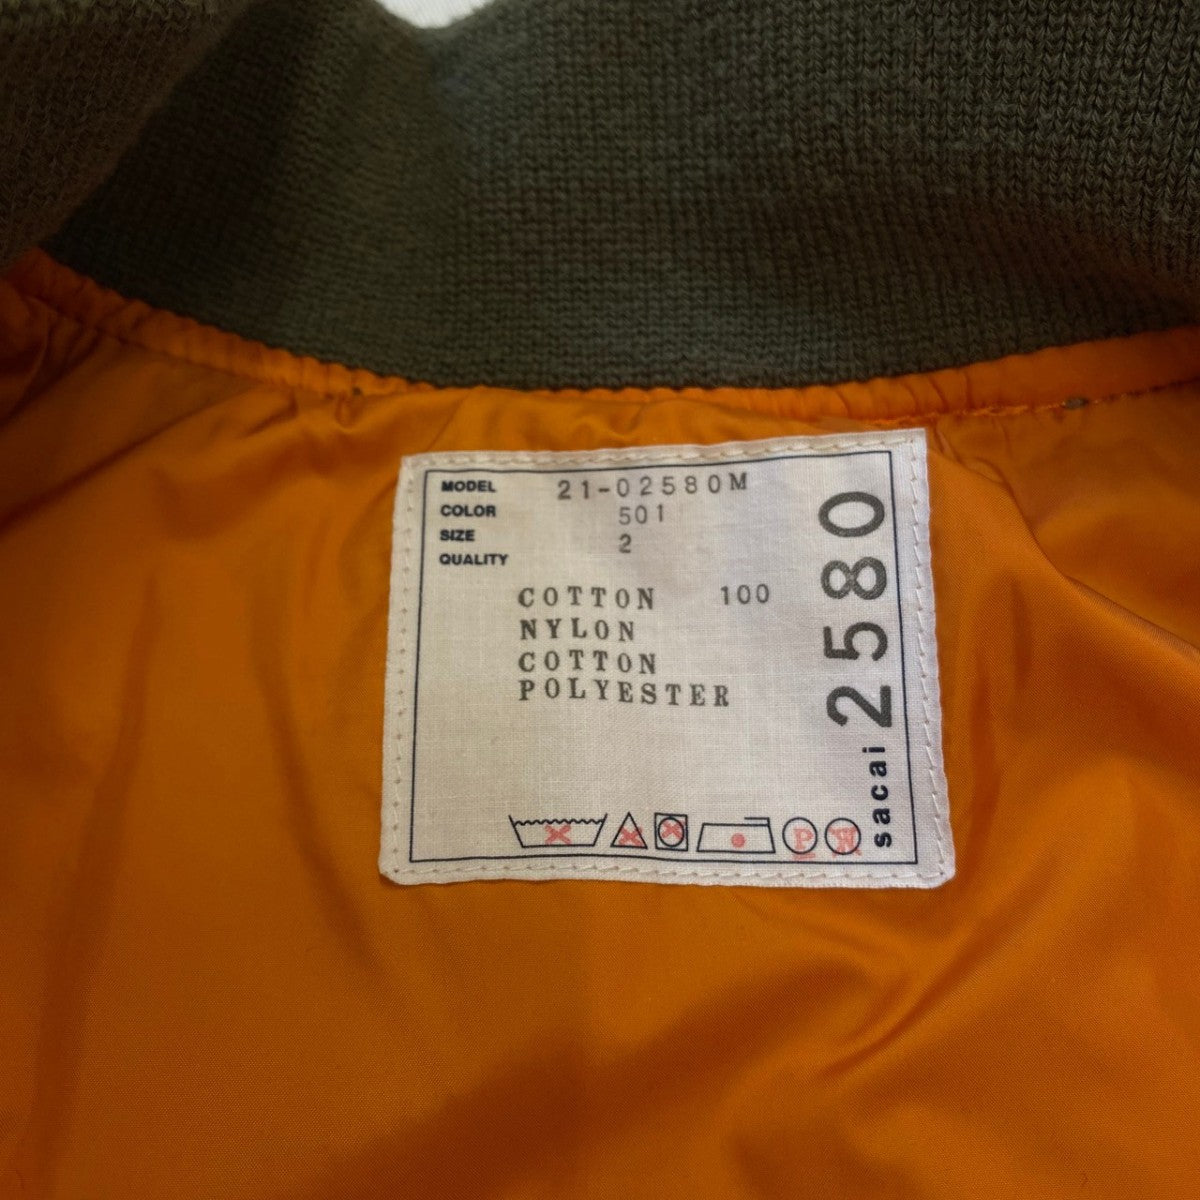 MODEL 21-02580M
COLOR 501
SIZE 2
QUALITY
COTTON 100
NYLON
COTTON
POLYESTER
P
W
sacai 2580